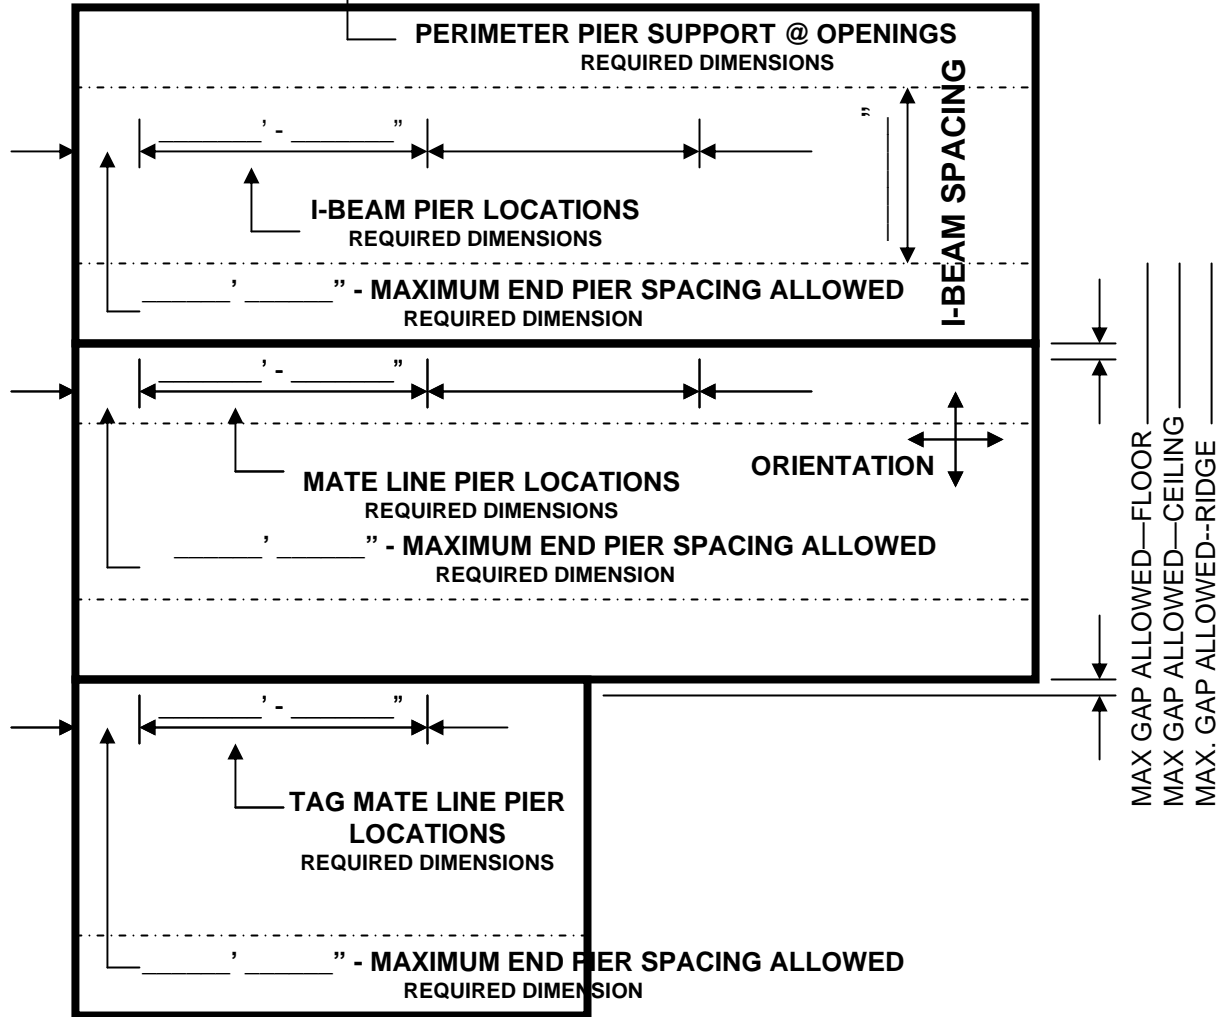 PERIMETER PIER SUPPORT @ OPENINGS
REQUIRED DIMENSIONS
_______' - _______"
_______"
I-BEAM SPACING
I-BEAM PIER LOCATIONS
REQUIRED DIMENSIONS
______' ______" - MAXIMUM END PIER SPACING ALLOWED
REQUIRED DIMENSION
_______' - _______"
ORIENTATION
MATE LINE PIER LOCATIONS
REQUIRED DIMENSIONS
______' ______" - MAXIMUM END PIER SPACING ALLOWED
REQUIRED DIMENSION
MAX GAP ALLOWED—FLOOR
MAX GAP ALLOWED—CEILING
MAX. GAP ALLOWED--RIDGE
_______' - _______"
TAG MATE LINE PIER
LOCATIONS
REQUIRED DIMENSIONS
______' ______" - MAXIMUM END PIER SPACING ALLOWED
REQUIRED DIMENSION